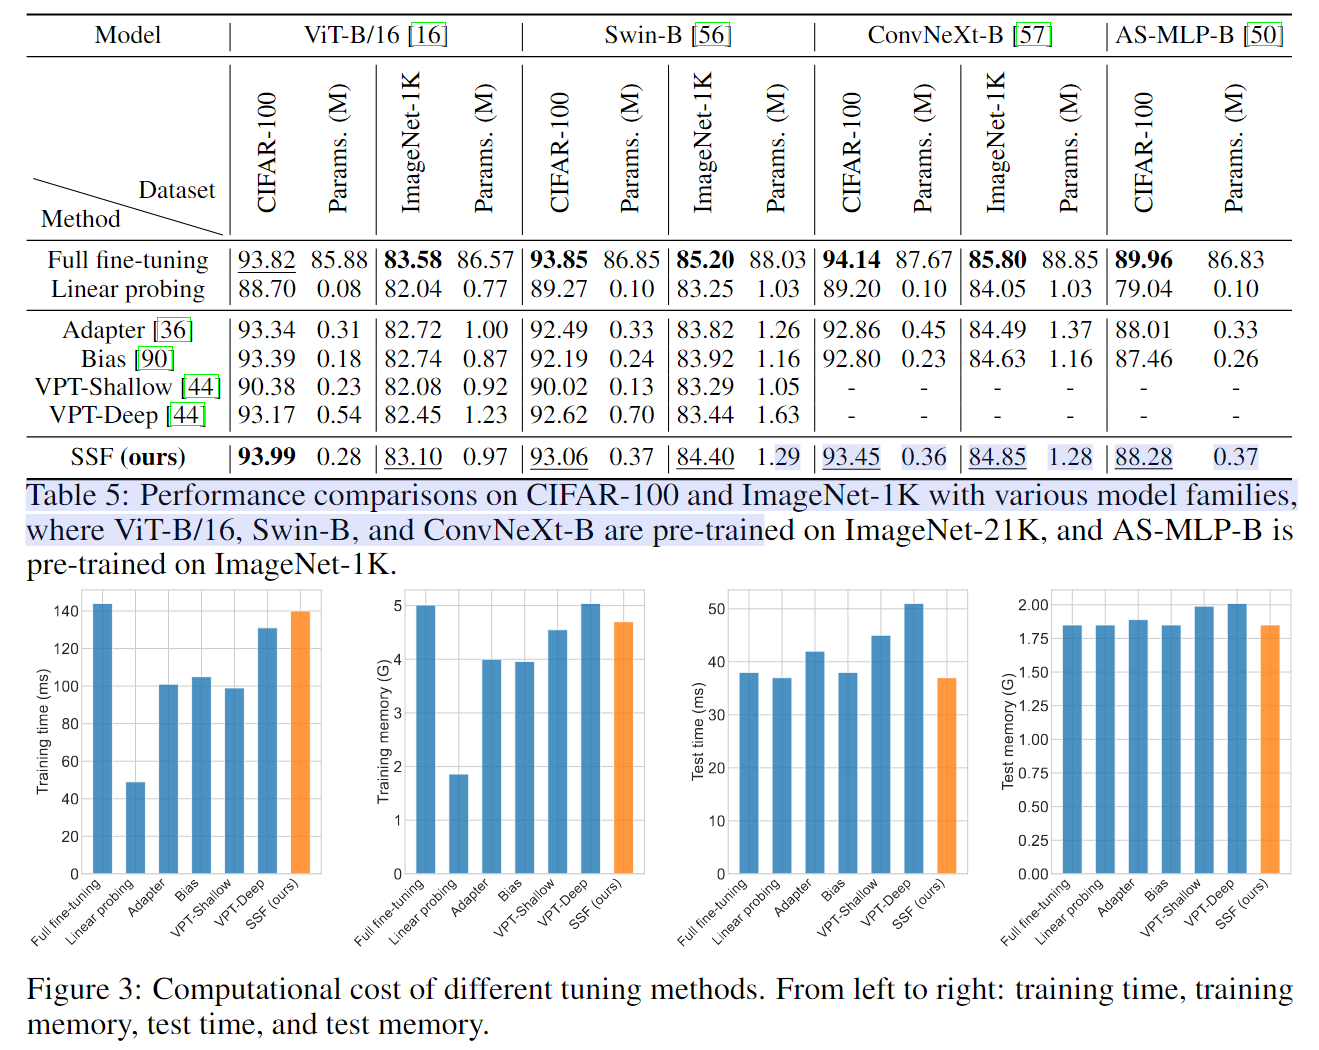 Model ViT-B/16 [16] Swin-B [56] ConvNeXt-B [57] AS-MLP-B [50]
Dataset
Method
CIFAR-100 Params. (M) ImageNet-1K Params. (M) CIFAR-100 Params. (M) ImageNet-1K Params. (M) CIFAR-100 Params. (M) ImageNet-1K Params. (M) CIFAR-100 Params. (M)
Full fine-tuning 93.82 85.88 83.58 86.57 93.85 86.85 85.20 88.03 94.14 87.67 85.80 88.85 89.96 86.83
Linear probing 88.70 0.08 82.04 0.77 89.27 0.10 83.25 1.03 89.20 0.10 84.05 1.03 79.04 0.10
Adapter [36] 93.34 0.31 82.72 1.00 92.49 0.33 83.82 1.26 92.86 0.45 84.49 1.37 88.01 0.33
Bias [90] 93.39 0.18 82.74 0.87 92.19 0.24 83.92 1.16 92.80 0.23 84.63 1.16 87.46 0.26
VPT-Shallow [44] 90.38 0.23 82.08 0.92 90.02 0.13 83.29 1.05 - - - - - -
VPT-Deep [44] 93.17 0.54 82.45 1.23 92.62 0.70 83.44 1.63 - - - - - -
SSF (ours) 93.99 0.28 83.10 0.97 93.06 0.37 84.40 1.29 93.45 0.36 84.85 1.28 88.28 0.37
Table 5: Performance comparisons on CIFAR-100 and ImageNet-1K with various model families,
where ViT-B/16, Swin-B, and ConvNeXt-B are pre-trained on ImageNet-21K, and AS-MLP-B is
pre-trained on ImageNet-1K.
Training time (ms)
140
120
100
80
60
40
20
0
Full fine-tuning Linear probing Adapter Bias VPT-Shallow VPT-Deep SSF (ours)
Training memory (G)
5
4
3
2
1
0
Full fine-tuning Linear probing Adapter Bias VPT-Shallow VPT-Deep SSF (ours)
Test time (ms)
50
40
30
20
10
0
Full fine-tuning Linear probing Adapter Bias VPT-Shallow VPT-Deep SSF (ours)
Test memory (G)
2.00
1.75
1.50
1.25
1.00
0.75
0.50
0.25
0.00
Full fine-tuning Linear probing Adapter Bias VPT-Shallow VPT-Deep SSF (ours)
Figure 3: Computational cost of different tuning methods. From left to right: training time, training
memory, test time, and test memory.